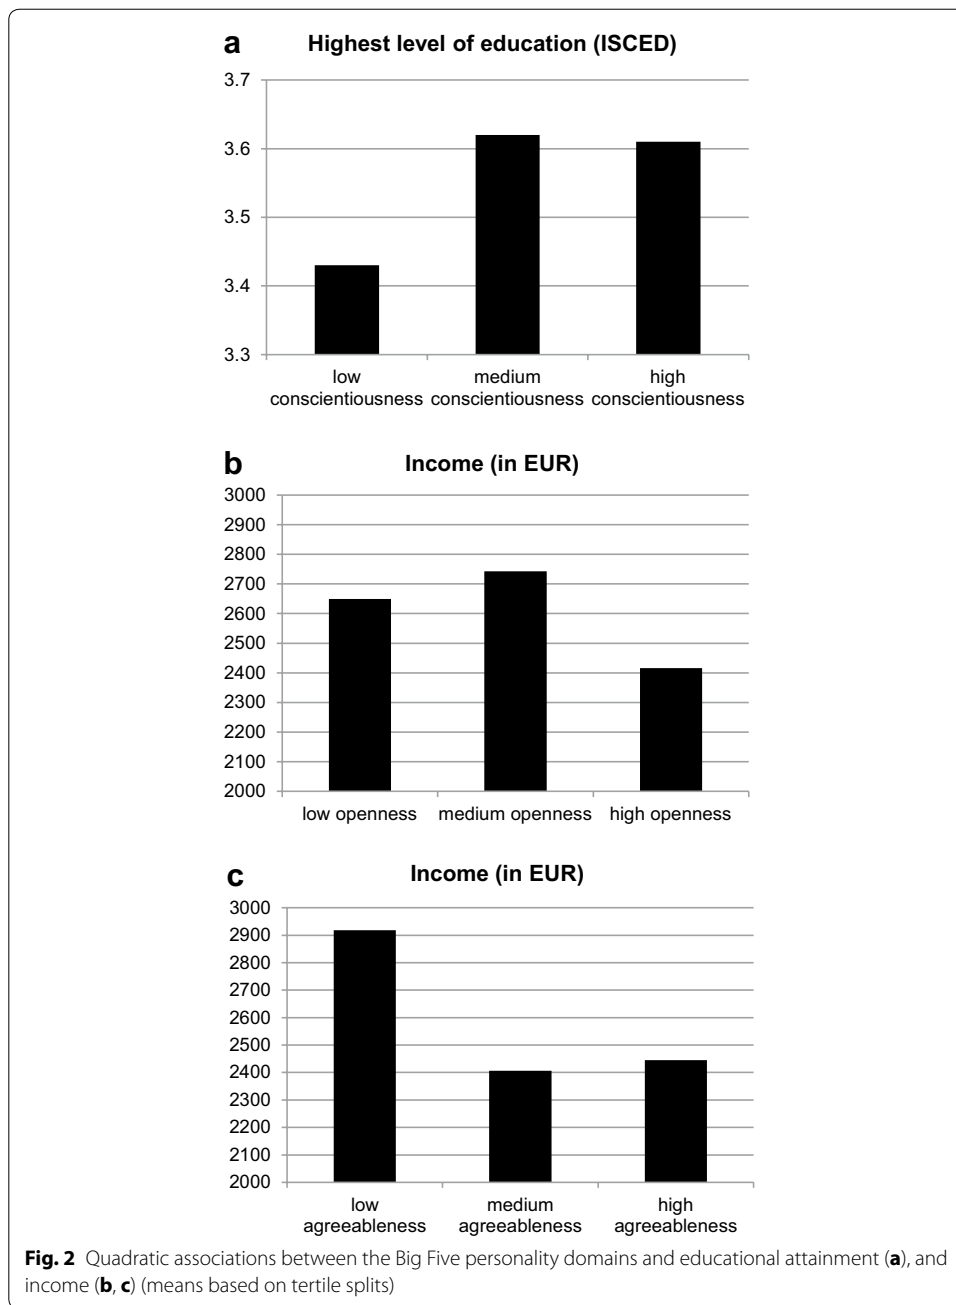 a Highest level of education (ISCED)
3.7
3.6
3.5
3.4
3.3
low conscientiousness
medium conscientiousness
high conscientiousness
b Income (in EUR)
3000
2900
2800
2700
2600
2500
2400
2300
2200
2100
2000
low openness medium openness high openness
c Income (in EUR)
3000
2900
2800
2700
2600
2500
2400
2300
2200
2100
2000
low agreeableness
medium agreeableness
high agreeableness
Fig. 2 Quadratic associations between the Big Five personality domains and educational attainment (a), and
income (b, c) (means based on tertile splits)